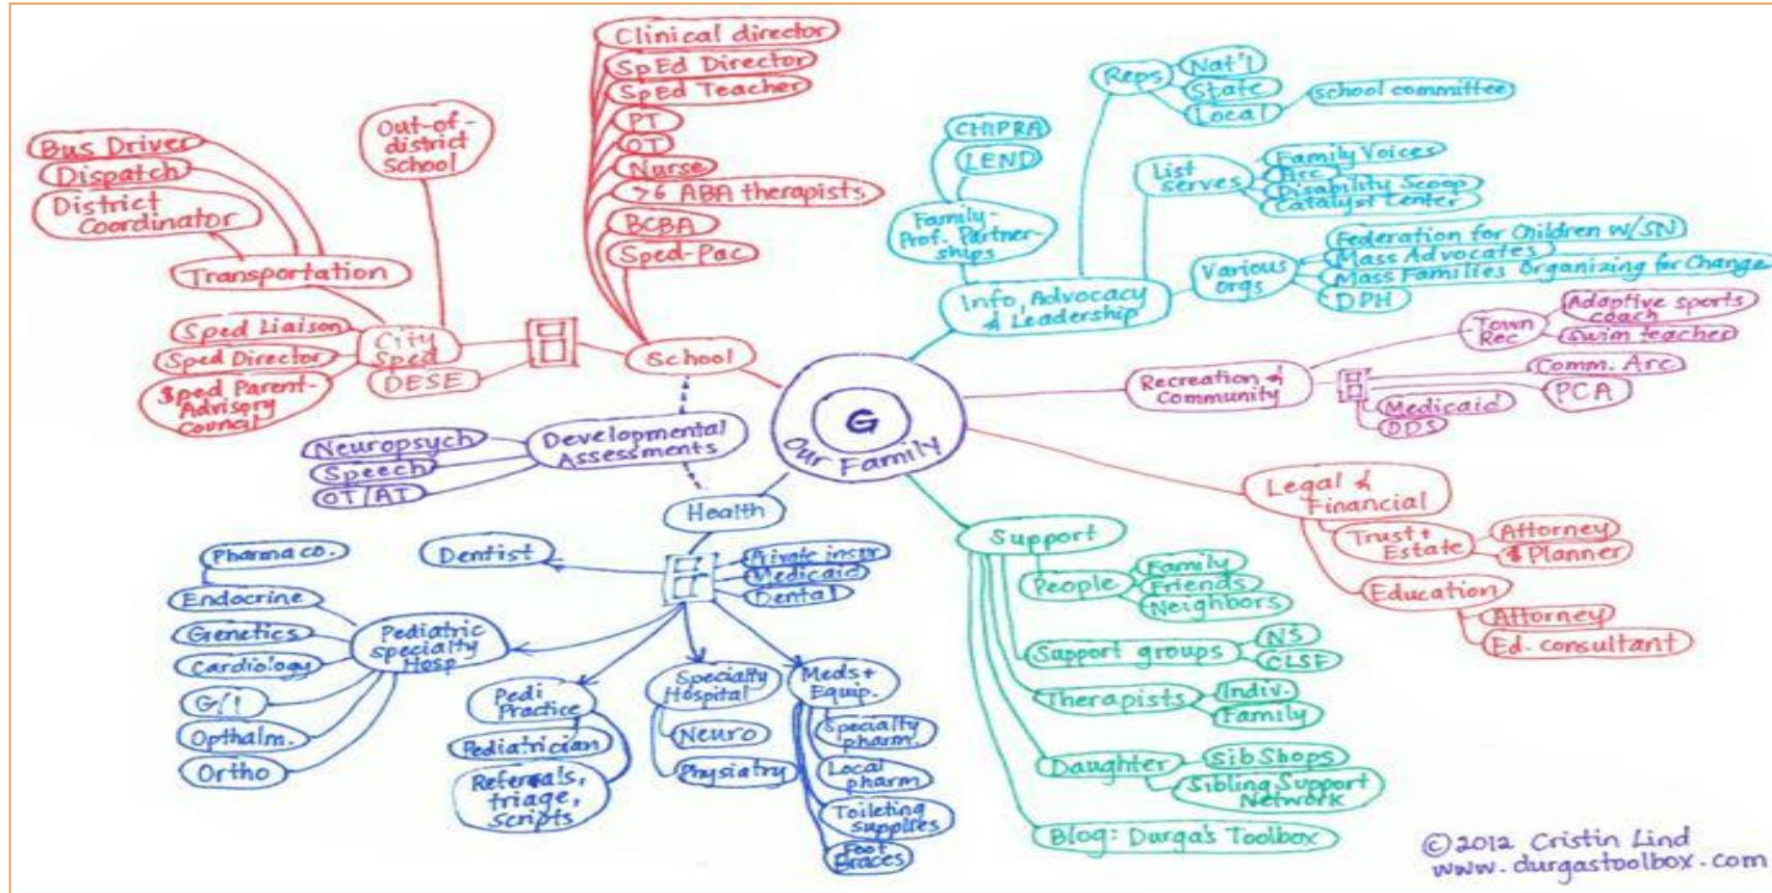 Clinical director
SpEd Director
SpEd Teacher
PT
OT
Nurse
>6 ABA therapists
BCBA
Sped-Pac
Out-of-
district
School
Bus Driver
Dispatch
District
Coordinator
Transportation
Sped Liaison
Sped Director
Sped Parent-
Advisory
Council
City
Sped
DESE
School
Developmental
Assessments
Neuropsych
Speech
OT/AT
Health
Dentist
Private insur
Medicaid
Dental
Pharma co.
Endocrine
Genetics
Cardiology
G/I
Opthalm.
Ortho
Pediatric
specialty
Hosp
Pedi
Practice
Pediatrician
Referrals,
triage,
scripts
Specialty
Hospital
Neuro
Physiatry
Meds +
Equip.
Specialty
pharm.
Local
pharm
Toileting
supplies
Foot
Braces
G
Our Family
Reps
Nat'l
State
Local
school committee
CHIPRA
LEND
Family-
Prof. Partner-
ships
List
serves
Family Voices
Arc
Disability Scoop
Catalyst Center
Info, Advocacy
& Leadership
Various
orgs
Federation for Children w/SN
Mass Advocates
Mass Families Organizing for Change
DPH
Recreation &
Community
Town
Rec
Adaptive sports
coach
Swim teacher
Comm. Arc
PCA
Medicaid
DDS
Legal &
Financial
Trust +
Estate
Attorney
$ Planner
Education
Attorney
Ed. consultant
Support
People
Family
Friends
Neighbors
Support groups
NS
CLSF
Therapists
Indiv.
Family
Daughter
SibShops
Sibling Support
Network
Blog: Durga's Toolbox
©2012 Cristin Lind
www.durgastoolbox.com